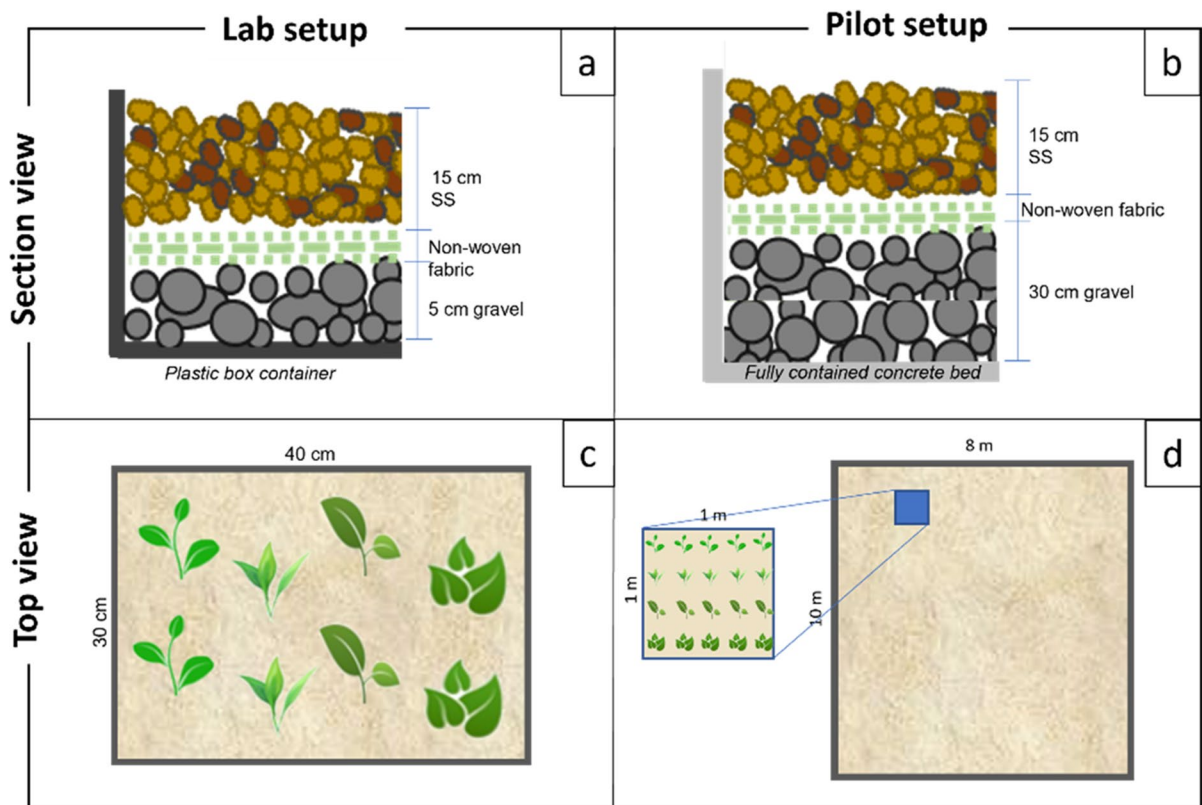 Lab setup
Pilot setup
Section view
a
15 cm
SS
Non-woven
fabric
5 cm gravel
Plastic box container
b
15 cm
SS
Non-woven fabric
30 cm gravel
Fully contained concrete bed
Top view
40 cm
c
30 cm
8 m
d
1 m
1 m
10 m